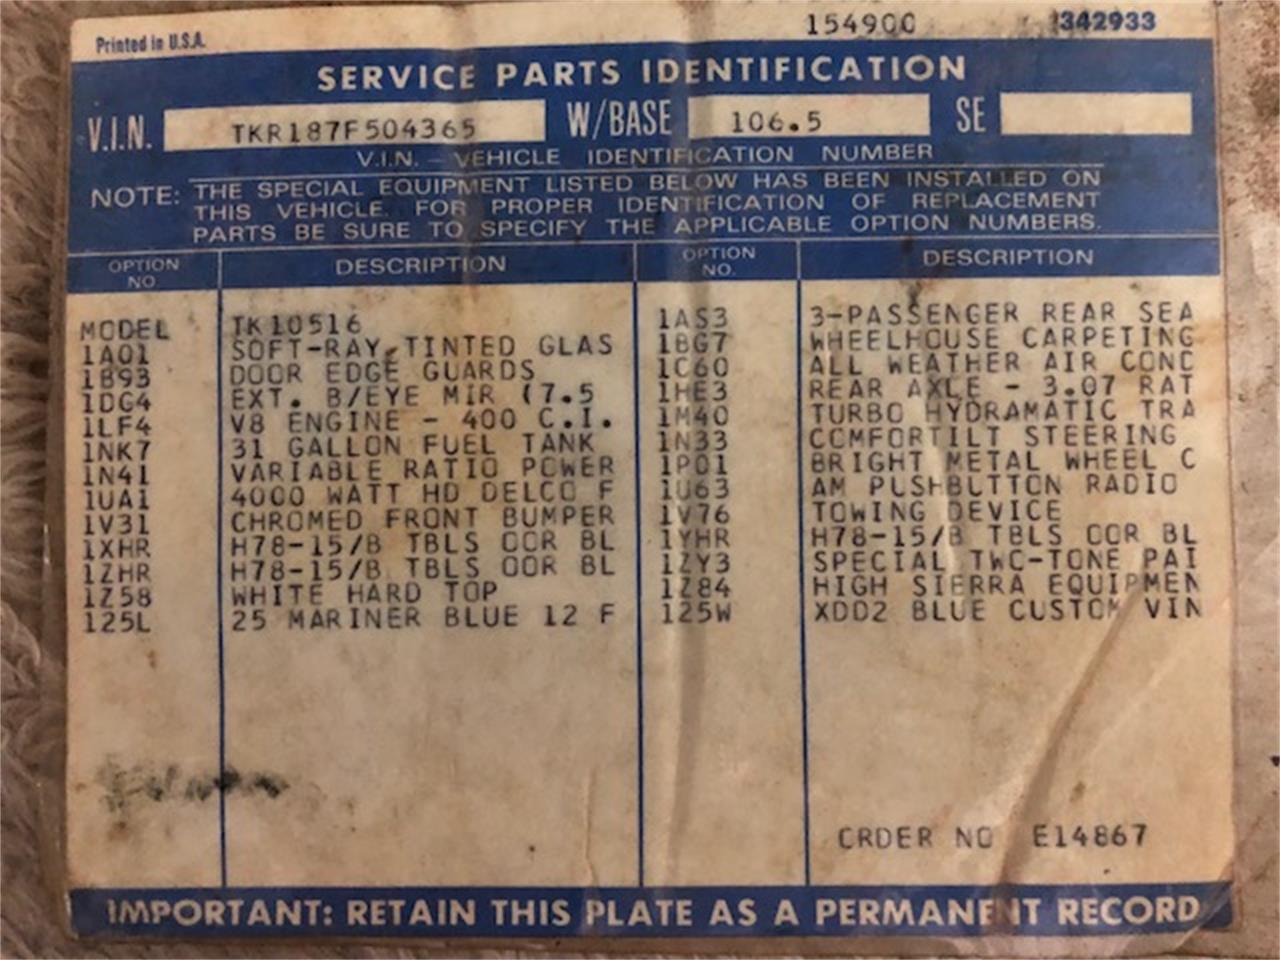 Printed in U.S.A. 154900 342933
SERVICE PARTS IDENTIFICATION
V.I.N. TKR187F504365 W/BASE 106.5 SE
V.I.N. - VEHICLE IDENTIFICATION NUMBER
NOTE: THE SPECIAL EQUIPMENT LISTED BELOW HAS BEEN INSTALLED ON
THIS VEHICLE. FOR PROPER IDENTIFICATION OF REPLACEMENT
PARTS BE SURE TO SPECIFY THE APPLICABLE OPTION NUMBERS.
OPTION NO DESCRIPTION OPTION NO. DESCRIPTION
MODEL TK10516
1A01 SOFT-RAY TINTED GLAS
1B93 DOOR EDGE GUARDS
1DG4 EXT. B/EYE MIR (7.5
1LF4 V8 ENGINE - 400 C.I.
1NK7 31 GALLON FUEL TANK
1N41 VARIABLE RATIO POWER
1UA1 4000 WATT HD DELCO F
1V31 CHROMED FRONT BUMPER
1XHR H78-15/B TBLS OOR BL
1ZHR H78-15/B TBLS OOR BL
1Z58 WHITE HARD TOP
125L 25 MARINER BLUE 12 F
1AS3 3-PASSENGER REAR SEA
1BG7 WHEELHOUSE CARPETING
1C60 ALL WEATHER AIR CONC
1HE3 REAR AXLE - 3.07 RAT
1M40 TURBO HYDRAMATIC TRA
1N33 COMFORTILT STEERING
1P01 BRIGHT METAL WHEEL C
1U63 AM PUSHBUTTON RADIO
1V76 TOWING DEVICE
1YHR H78-15/B TBLS OOR BL
1ZY3 SPECIAL TWO-TONE PAI
1Z84 HIGH SIERRA EQUIPMEN
125W XDD2 BLUE CUSTOM VIN
ORDER NO E14867
IMPORTANT: RETAIN THIS PLATE AS A PERMANENT RECORD